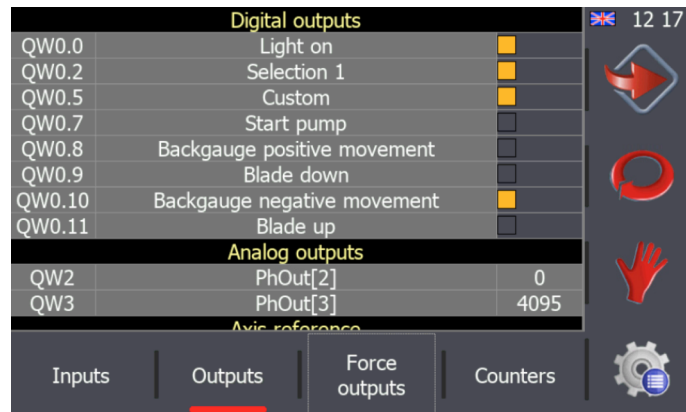 Digital outputs
12 17
QW0.0 Light on
QW0.2 Selection 1
QW0.5 Custom
QW0.7 Start pump
QW0.8 Backgauge positive movement
QW0.9 Blade down
QW0.10 Backgauge negative movement
QW0.11 Blade up
Analog outputs
QW2 PhOut[2] 0
QW3 PhOut[3] 4095
Axis reference
Inputs
Outputs
Force
outputs
Counters